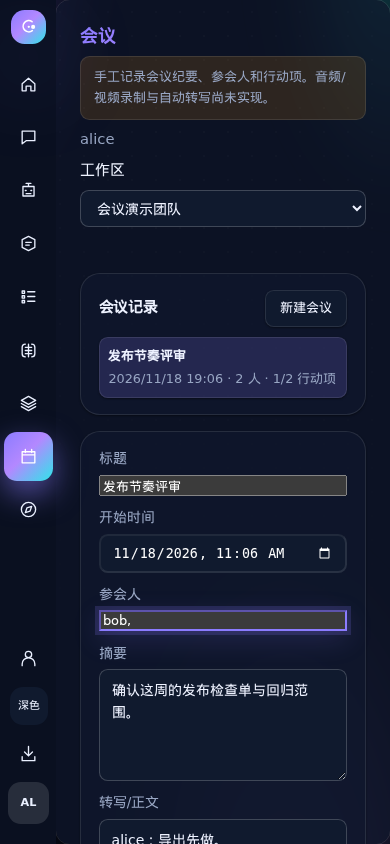 会议
手工记录会议纪要、参会人和行动项。音频/
视频录制与自动转写尚未实现。
alice
工作区
会议演示团队
会议记录
新建会议
发布节奏评审
2026/11/18 19:06 · 2 人 · 1/2 行动项
标题
发布节奏评审
开始时间
11/18/2026, 11:06 AM
参会人
bob,
摘要
确认这周的发布检查单与回归范
围。
转写/正文
alice：导出先做。
深色
AL